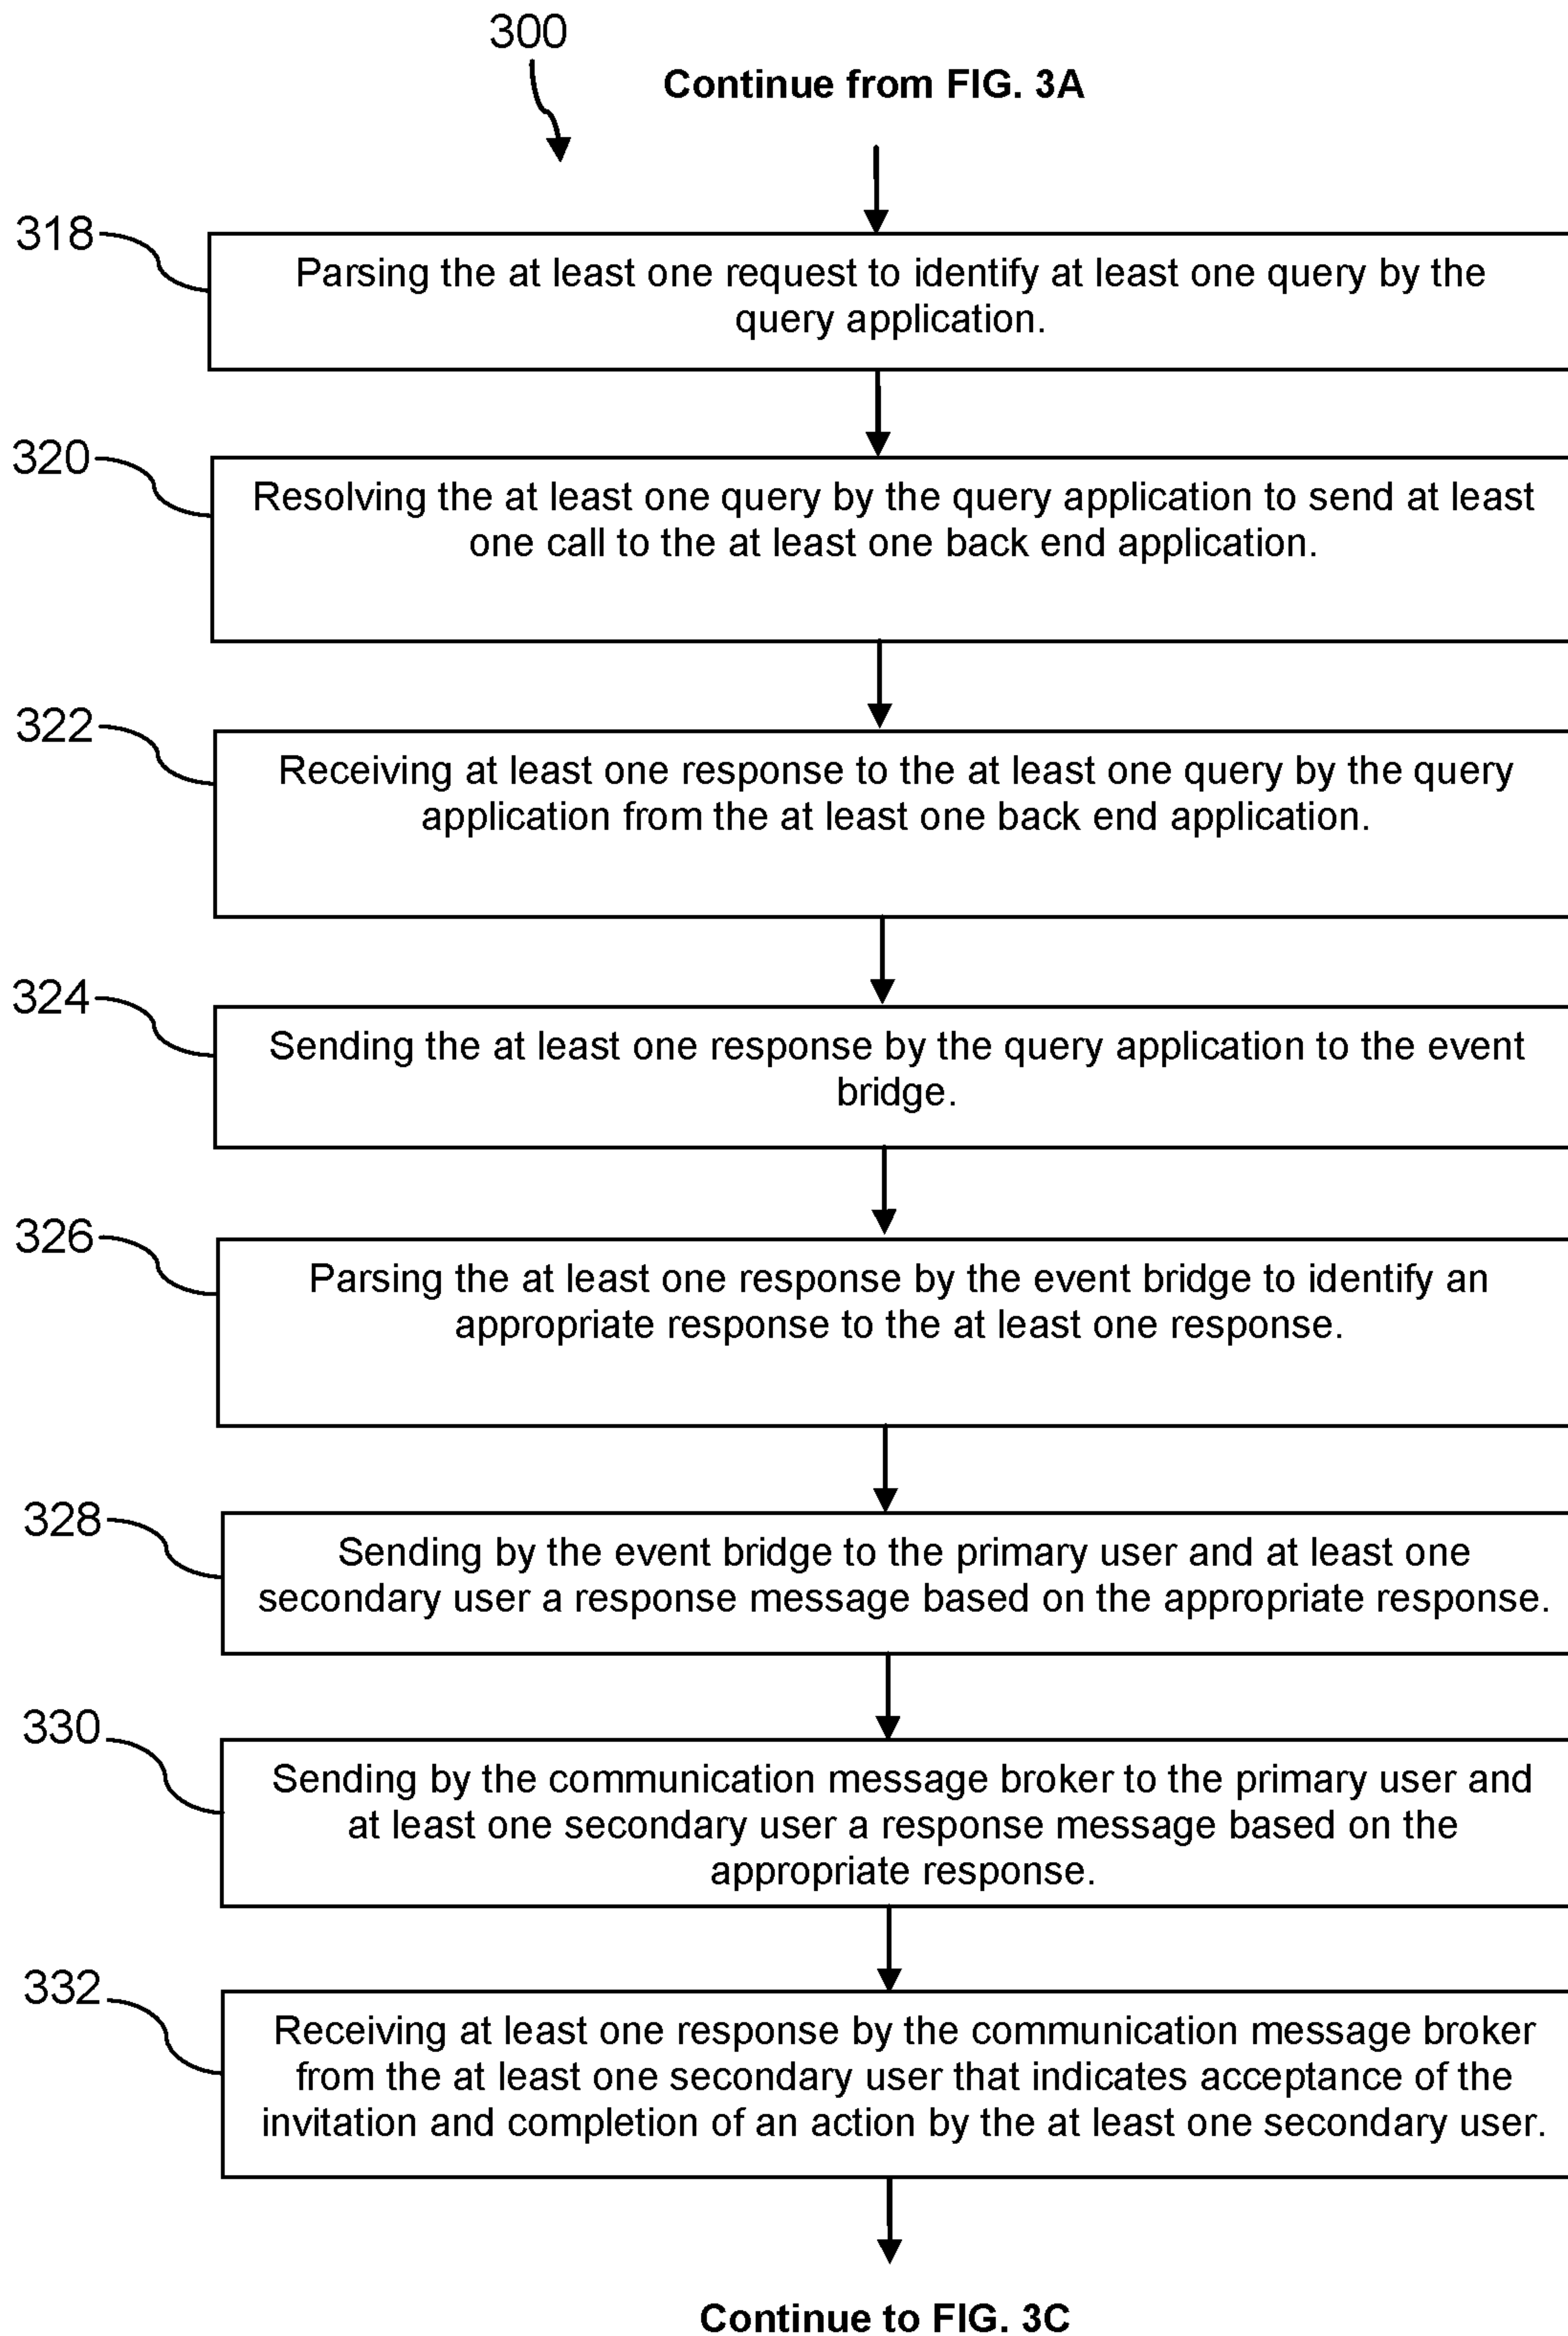 300
Continue from FIG. 3A
318
Parsing the at least one request to identify at least one query by the
query application.
320
Resolving the at least one query by the query application to send at least
one call to the at least one back end application.
322
Receiving at least one response to the at least one query by the query
application from the at least one back end application.
324
Sending the at least one response by the query application to the event
bridge.
326
Parsing the at least one response by the event bridge to identify an
appropriate response to the at least one response.
328
Sending by the event bridge to the primary user and at least one
secondary user a response message based on the appropriate response.
330
Sending by the communication message broker to the primary user and
at least one secondary user a response message based on the
appropriate response.
332
Receiving at least one response by the communication message broker
from the at least one secondary user that indicates acceptance of the
invitation and completion of an action by the at least one secondary user.
Continue to FIG. 3C